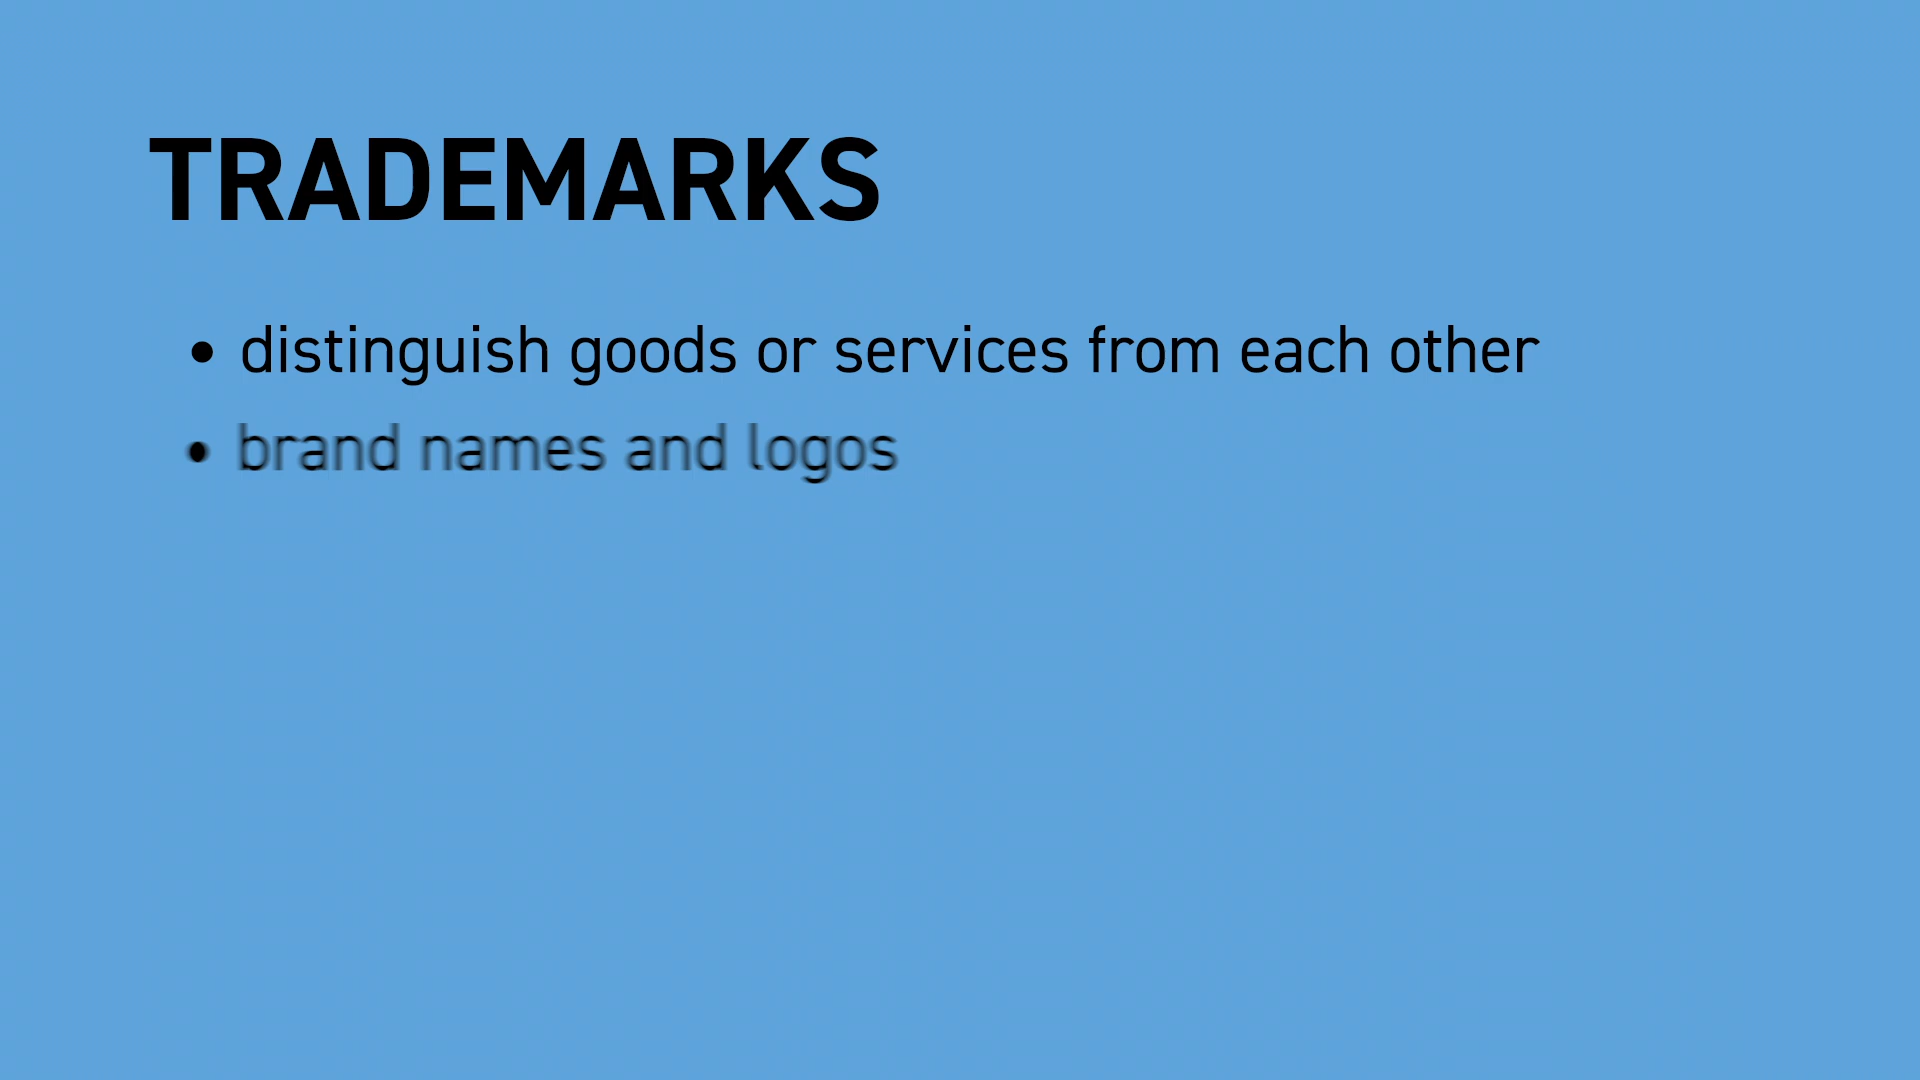 TRADEMARKS
• distinguish goods or services from each other
• brand names and logos